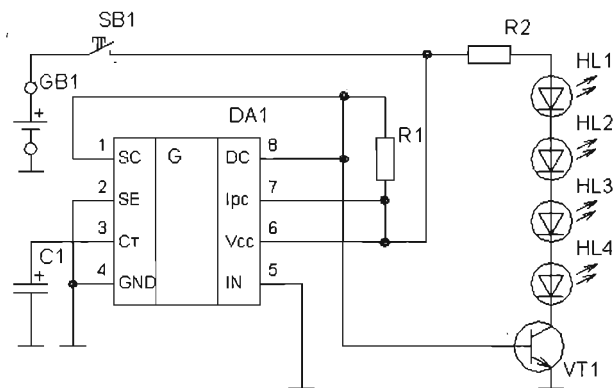 SB1
R2
GB1
HL1
DA1
HL2
R1
1 SC G DC 8
HL3
2 SE Ipc 7
3 Cт Vcc 6
HL4
C1
4 GND IN 5
VT1